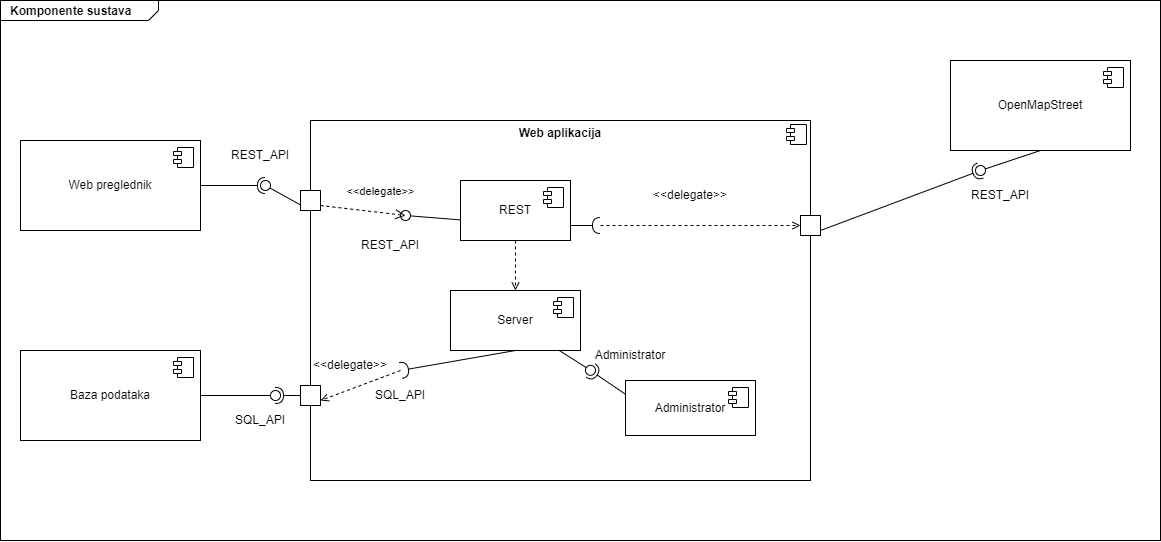 Komponente sustava
OpenMapStreet
Web aplikacija
REST_API
Web preglednik
<<delegate>>
<<delegate>>
REST_API
REST
REST_API
Server
Administrator
<<delegate>>
Baza podataka
SQL_API
Administrator
SQL_API